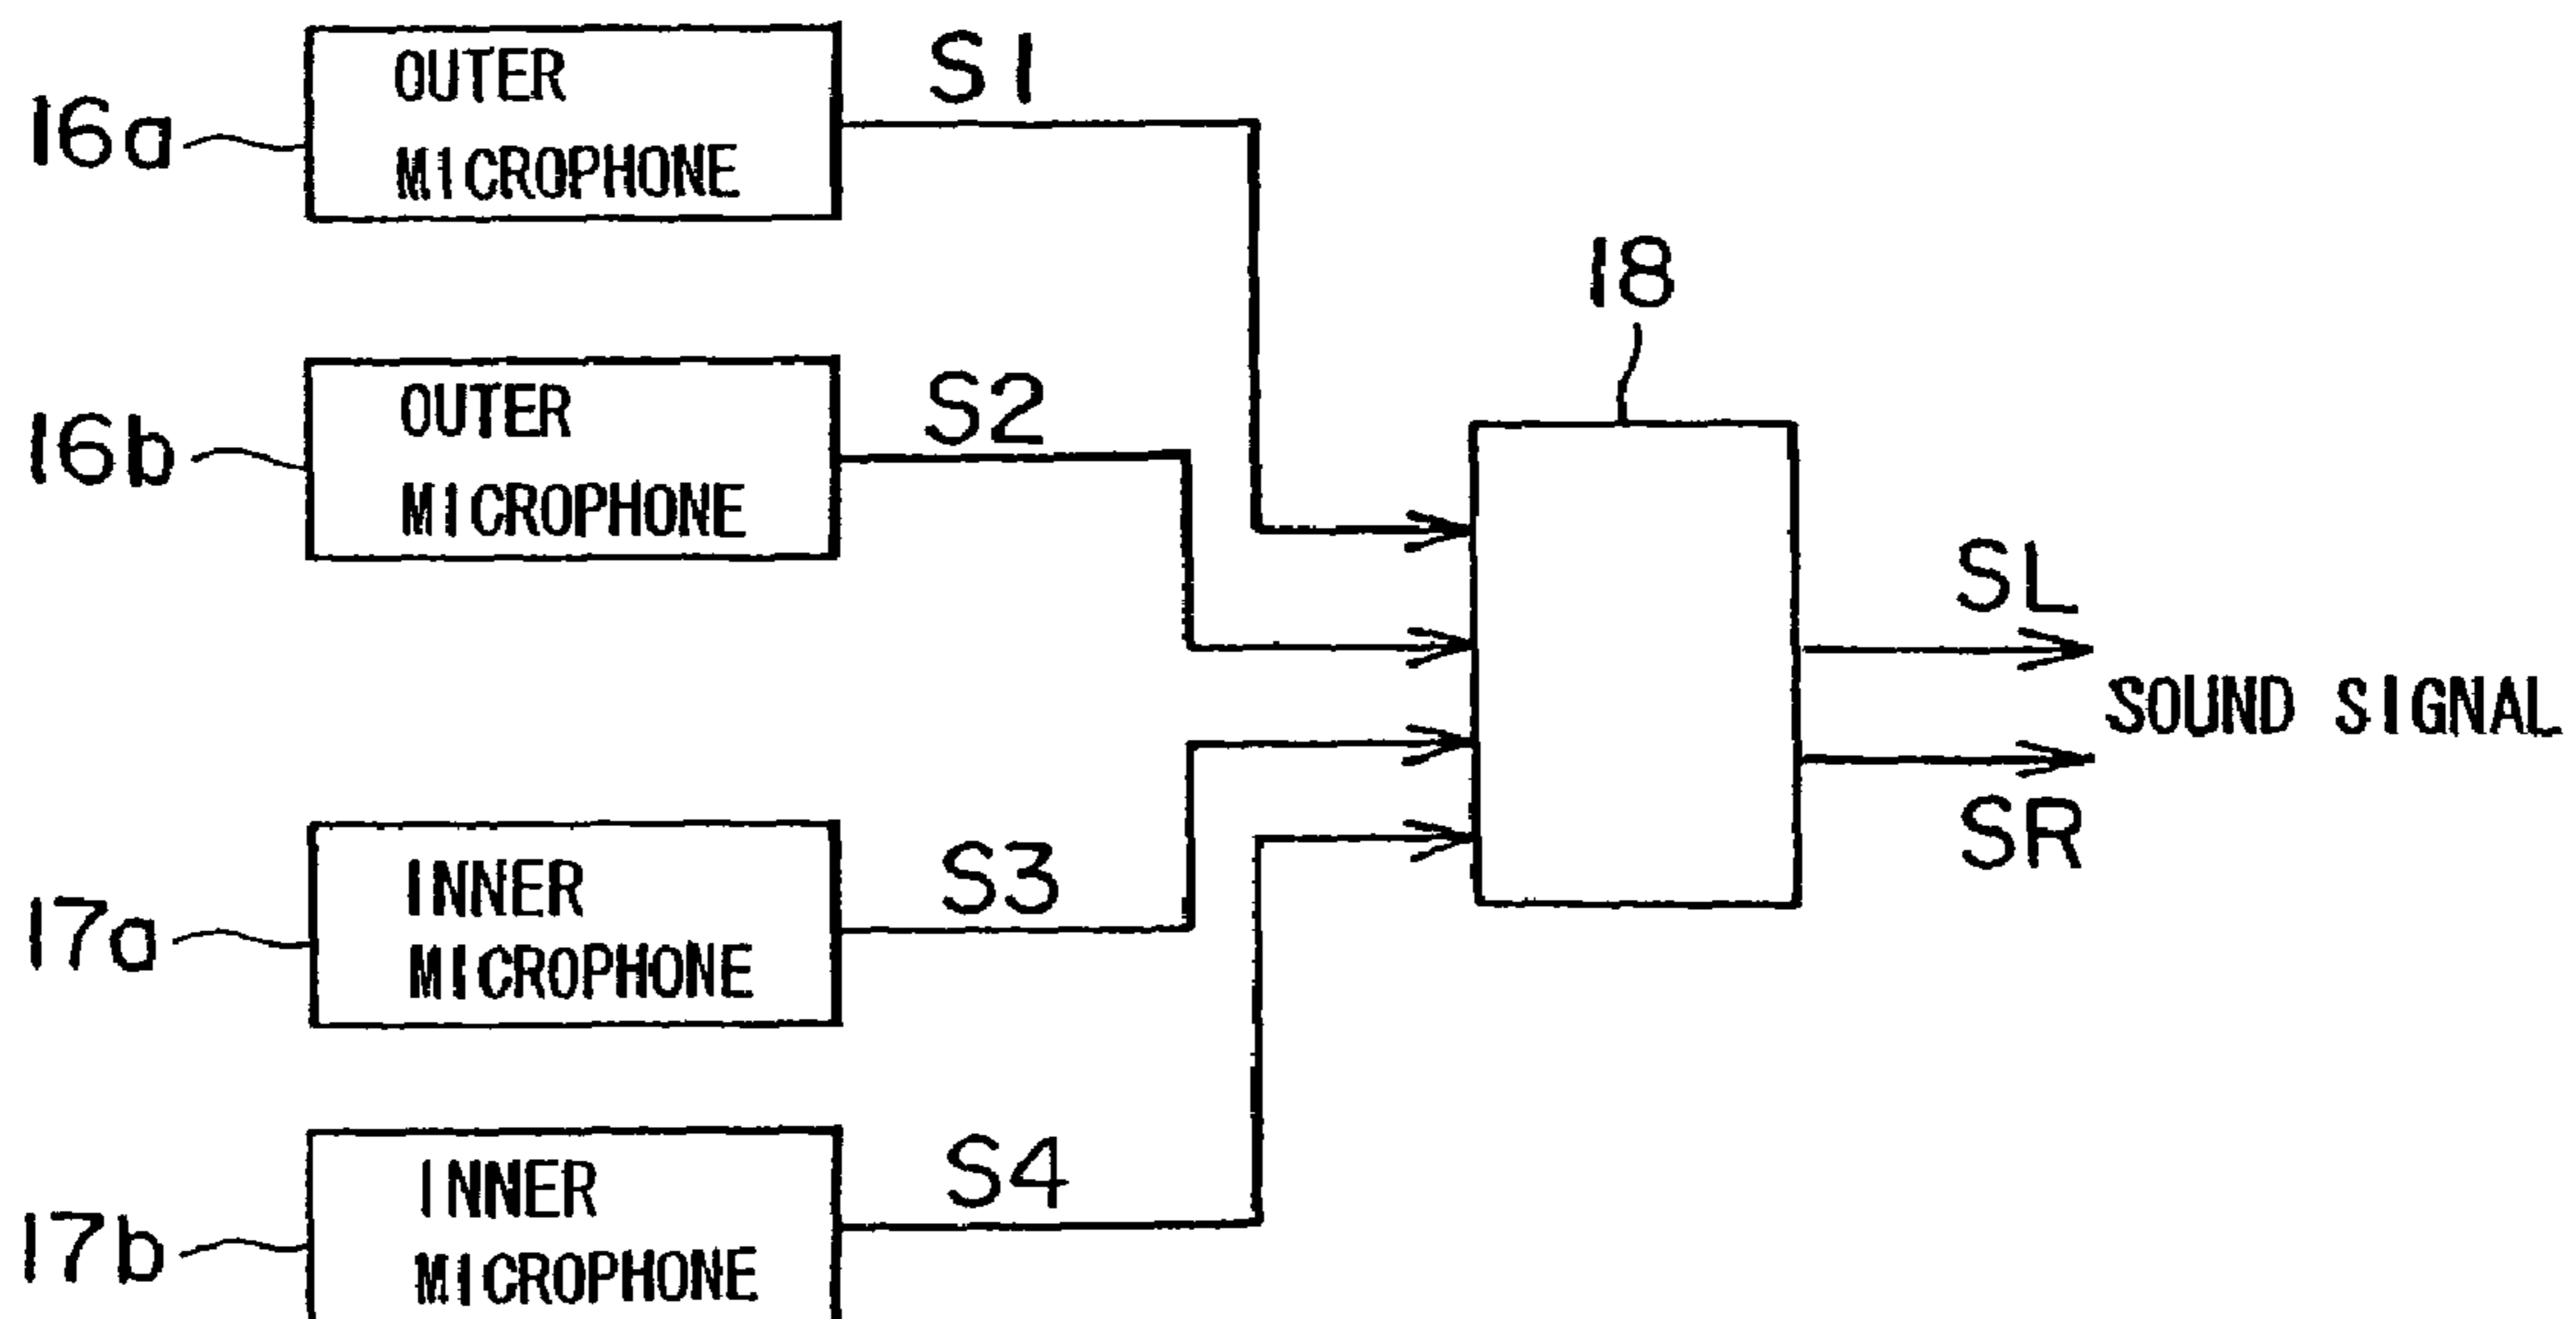 16a
OUTER
MICROPHONE
S1
16b
OUTER
MICROPHONE
S2
17a
INNER
MICROPHONE
S3
17b
INNER
MICROPHONE
S4
18
SL
SOUND SIGNAL
SR